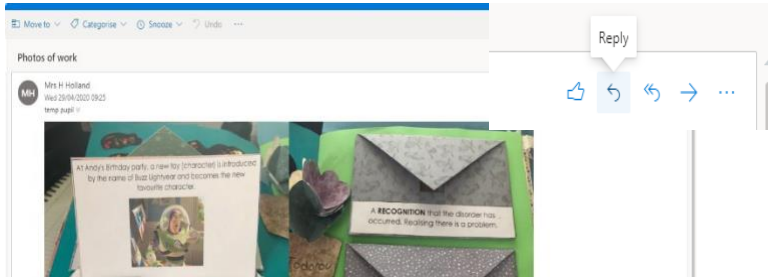 Move to Categorise Snooze Undo ...
Reply
Photos of work
MH
Mrs H Holland
Wed 29/04/2020 09:25
temp pupil
At Andy's Birthday party, a new toy (character) is introduced
by the name of Buzz Lightyear and becomes the new
favourite character.
A RECOGNITION that the disorder has
occurred. Realising there is a problem.